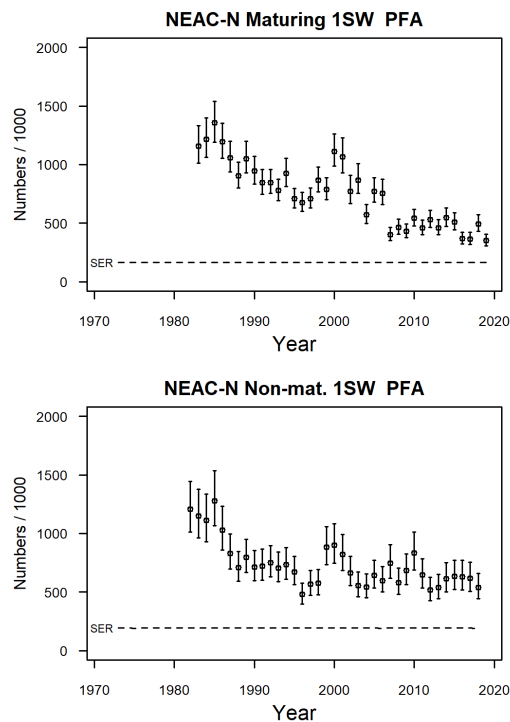 NEAC-N Maturing 1SW PFA
2000
1500
1000
500
0
Numbers / 1000
SER
1970 1980 1990 2000 2010 2020
Year
NEAC-N Non-mat. 1SW PFA
2000
1500
1000
500
0
Numbers / 1000
SER
1970 1980 1990 2000 2010 2020
Year